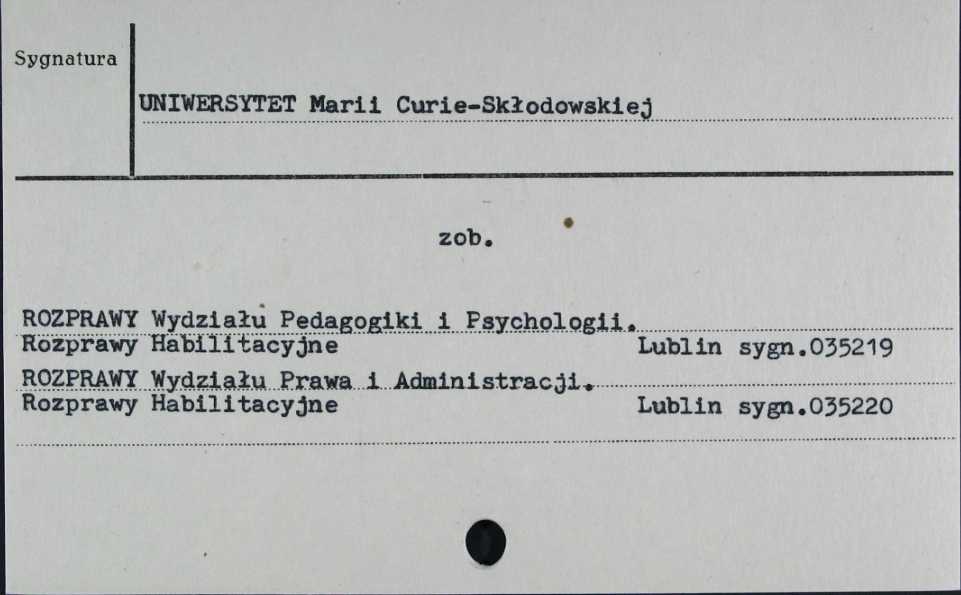 Sygnatura
UNIWERSYTET Marii Curie-Skłodowskiej
zob.
ROZPRAWY Wydziału Pedagogiki i Psychologii.
Rozprawy Habilitacyjne Lublin sygn.035219
ROZPRAWY Wydziału Prawa i Administracji.
Rozprawy Habilitacyjne Lublin sygn.035220